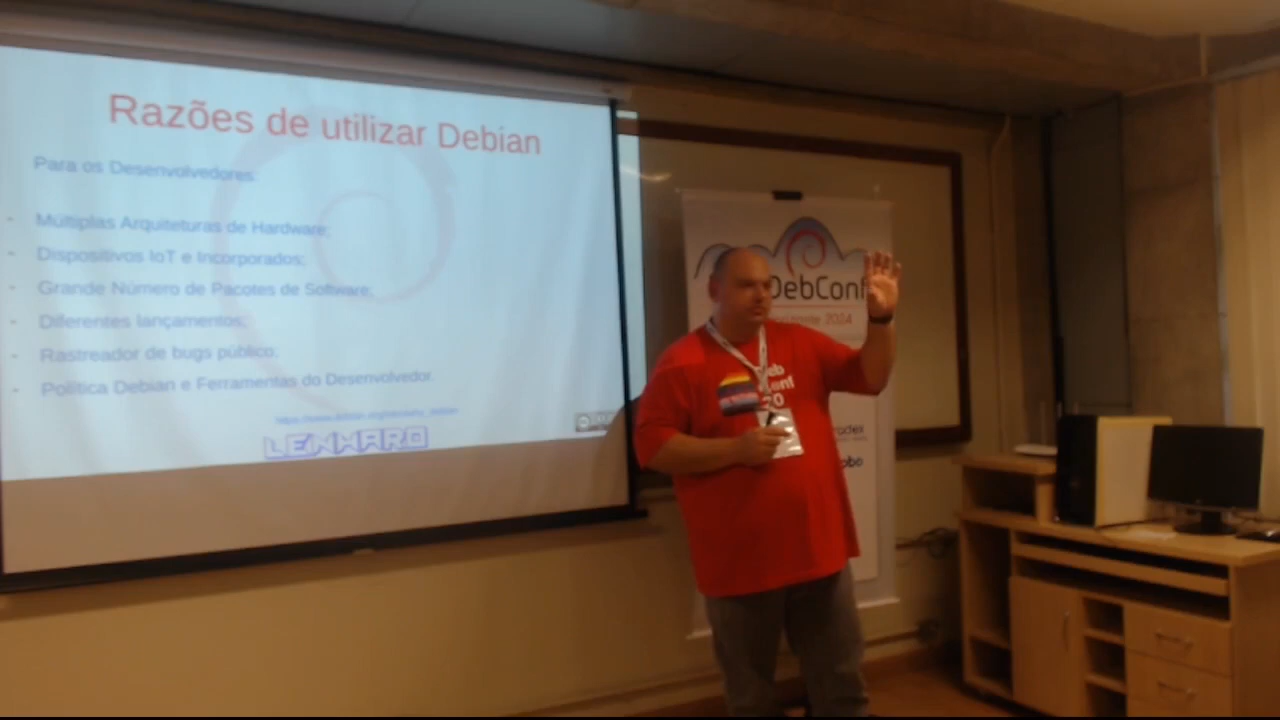 Razões de utilizar Debian
Para os Desenvolvedores:
- Múltiplas Arquiteturas de Hardware;
- Dispositivos IoT e Incorporados;
- Grande Número de Pacotes de Software;
- Diferentes lançamentos;
- Rastreador de bugs público;
- Política Debian e Ferramentas do Desenvolvedor.
LENHARO
DebConf
2024